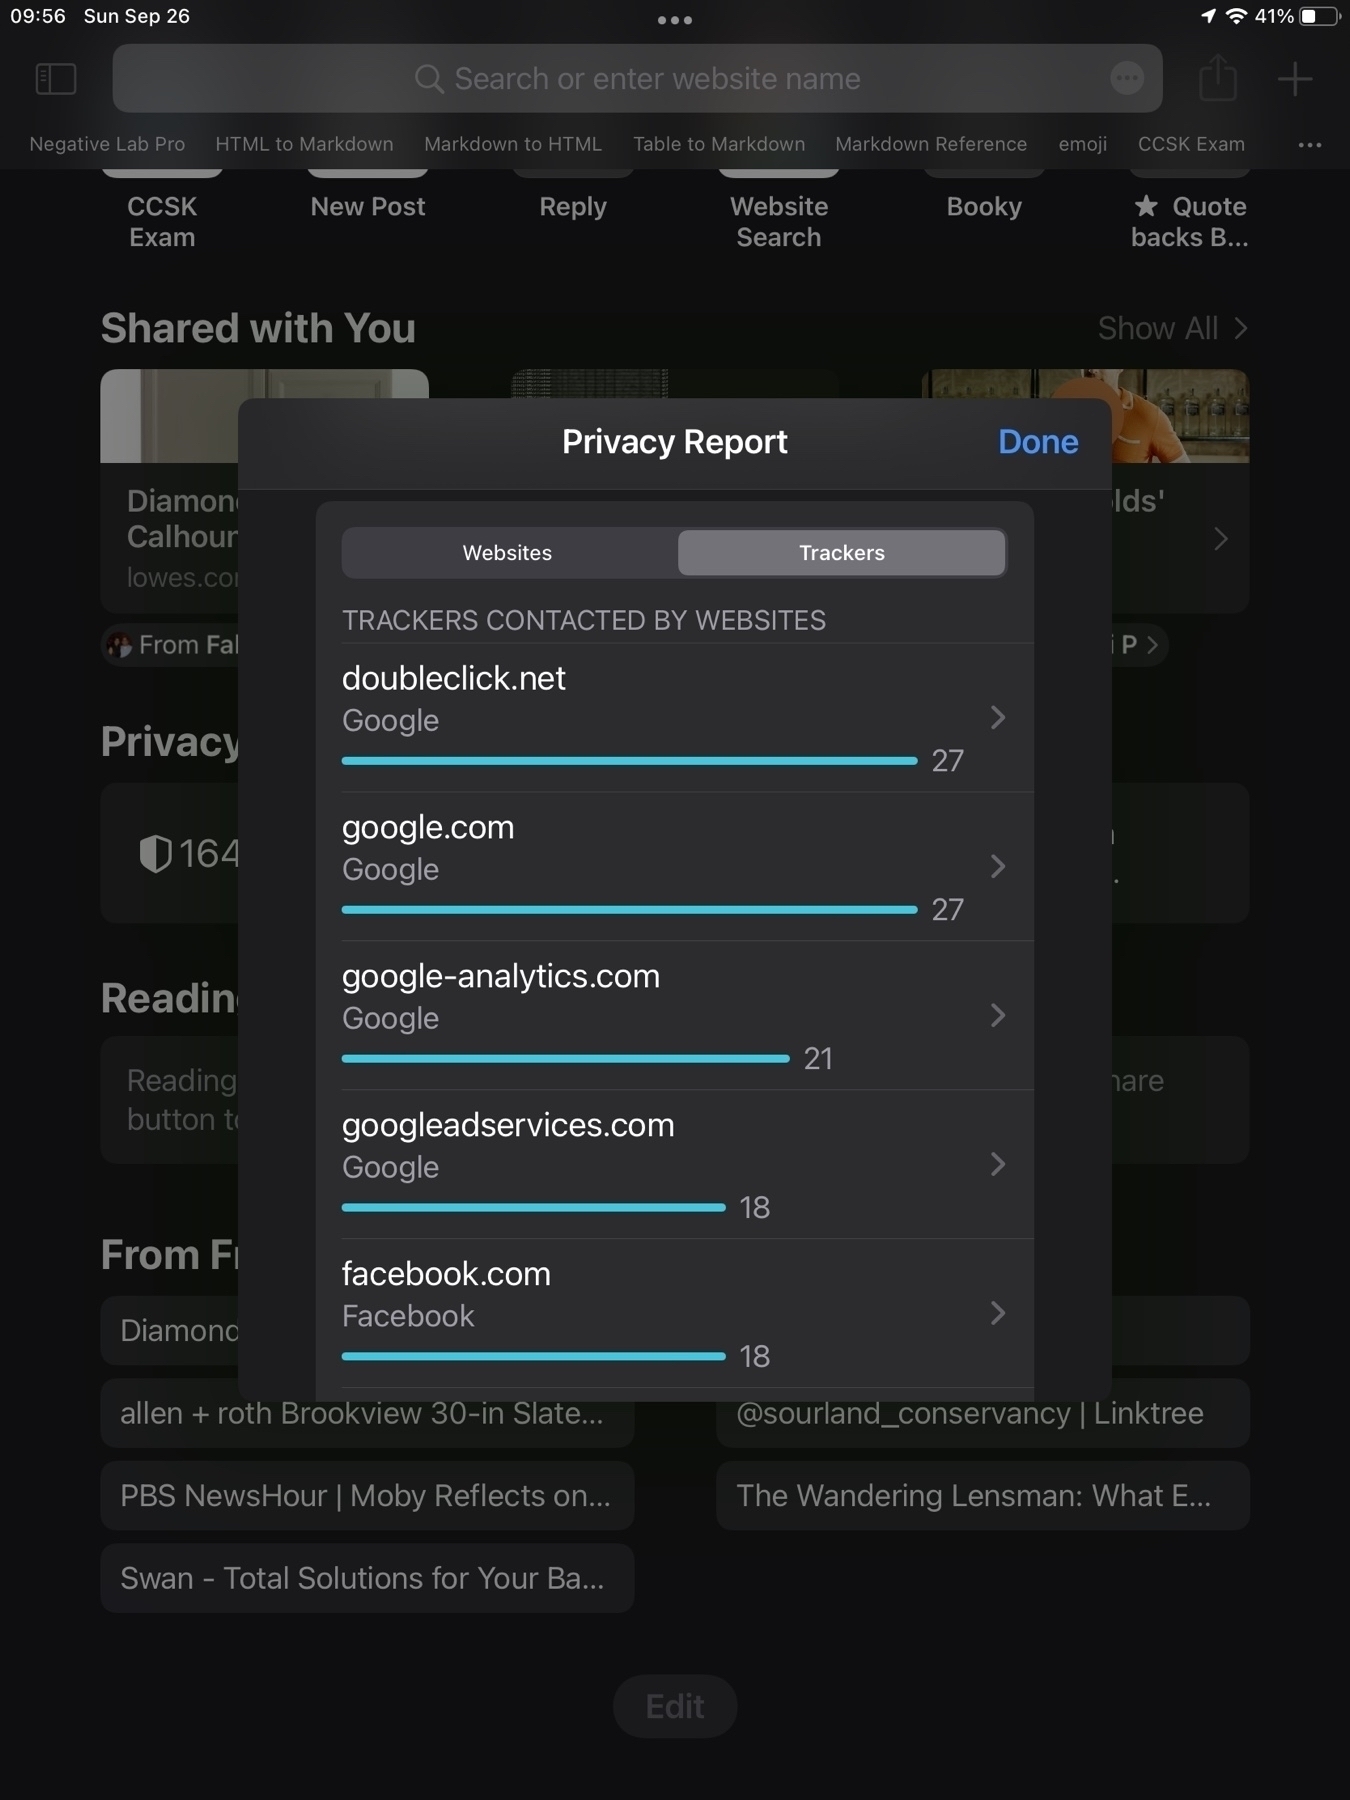 09:56 Sun Sep 26
41%
Search or enter website name
Negative Lab Pro HTML to Markdown Markdown to HTML Table to Markdown Markdown Reference emoji CCSK Exam
CCSK
Exam
New Post
Reply
Website
Search
Booky
★ Quote
backs B...
Shared with You
Show All
Privacy Report
Done
Diamon
Calhour
lowes.co
lds'
From Fal
i P
Websites
Trackers
TRACKERS CONTACTED BY WEBSITES
doubleclick.net
Google
27
google.com
Google
27
google-analytics.com
Google
21
googleadservices.com
Google
18
facebook.com
Facebook
18
Privacy
164
Reading
Reading
button to
hare
From Fr
Diamond
allen + roth Brookview 30-in Slate...
@sourland_conservancy | Linktree
PBS NewsHour | Moby Reflects on...
The Wandering Lensman: What E...
Swan - Total Solutions for Your Ba...
Edit